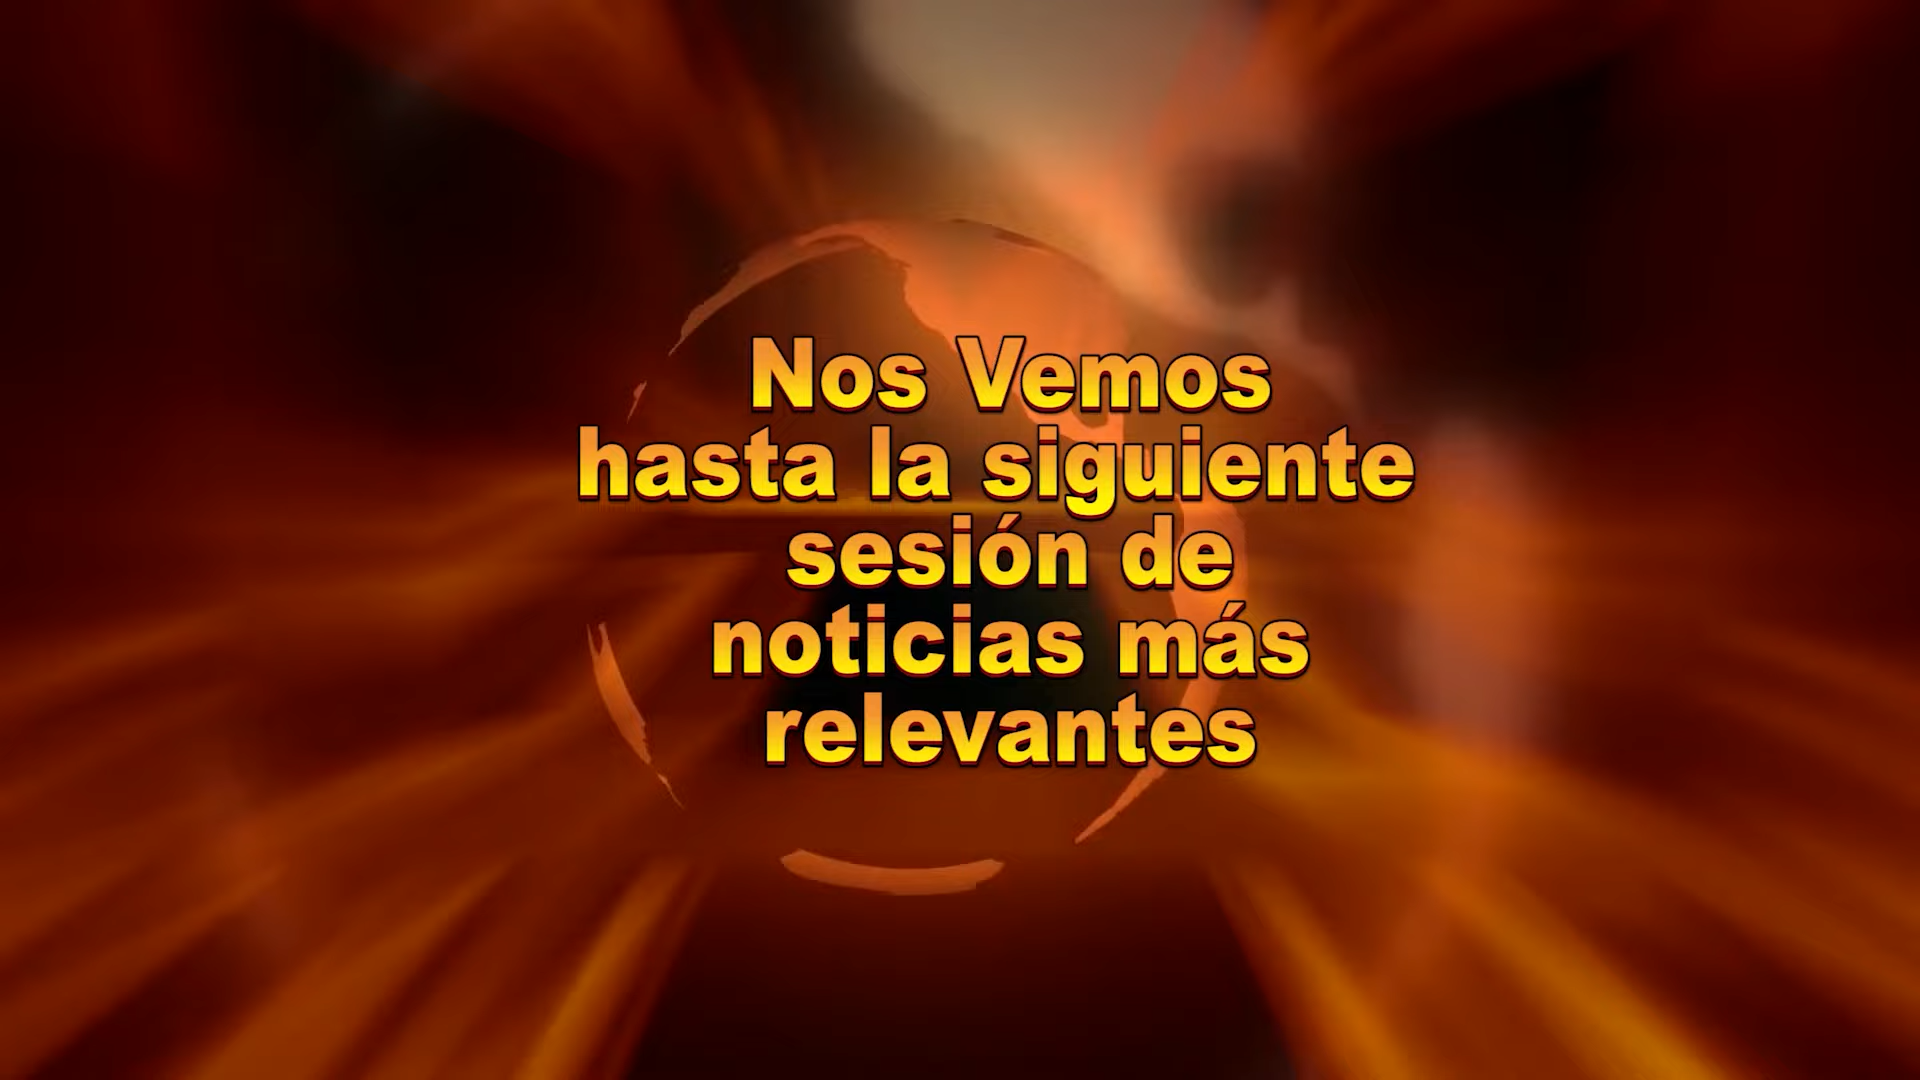 Nos Vemos
hasta la siguiente
sesión de
noticias más
relevantes